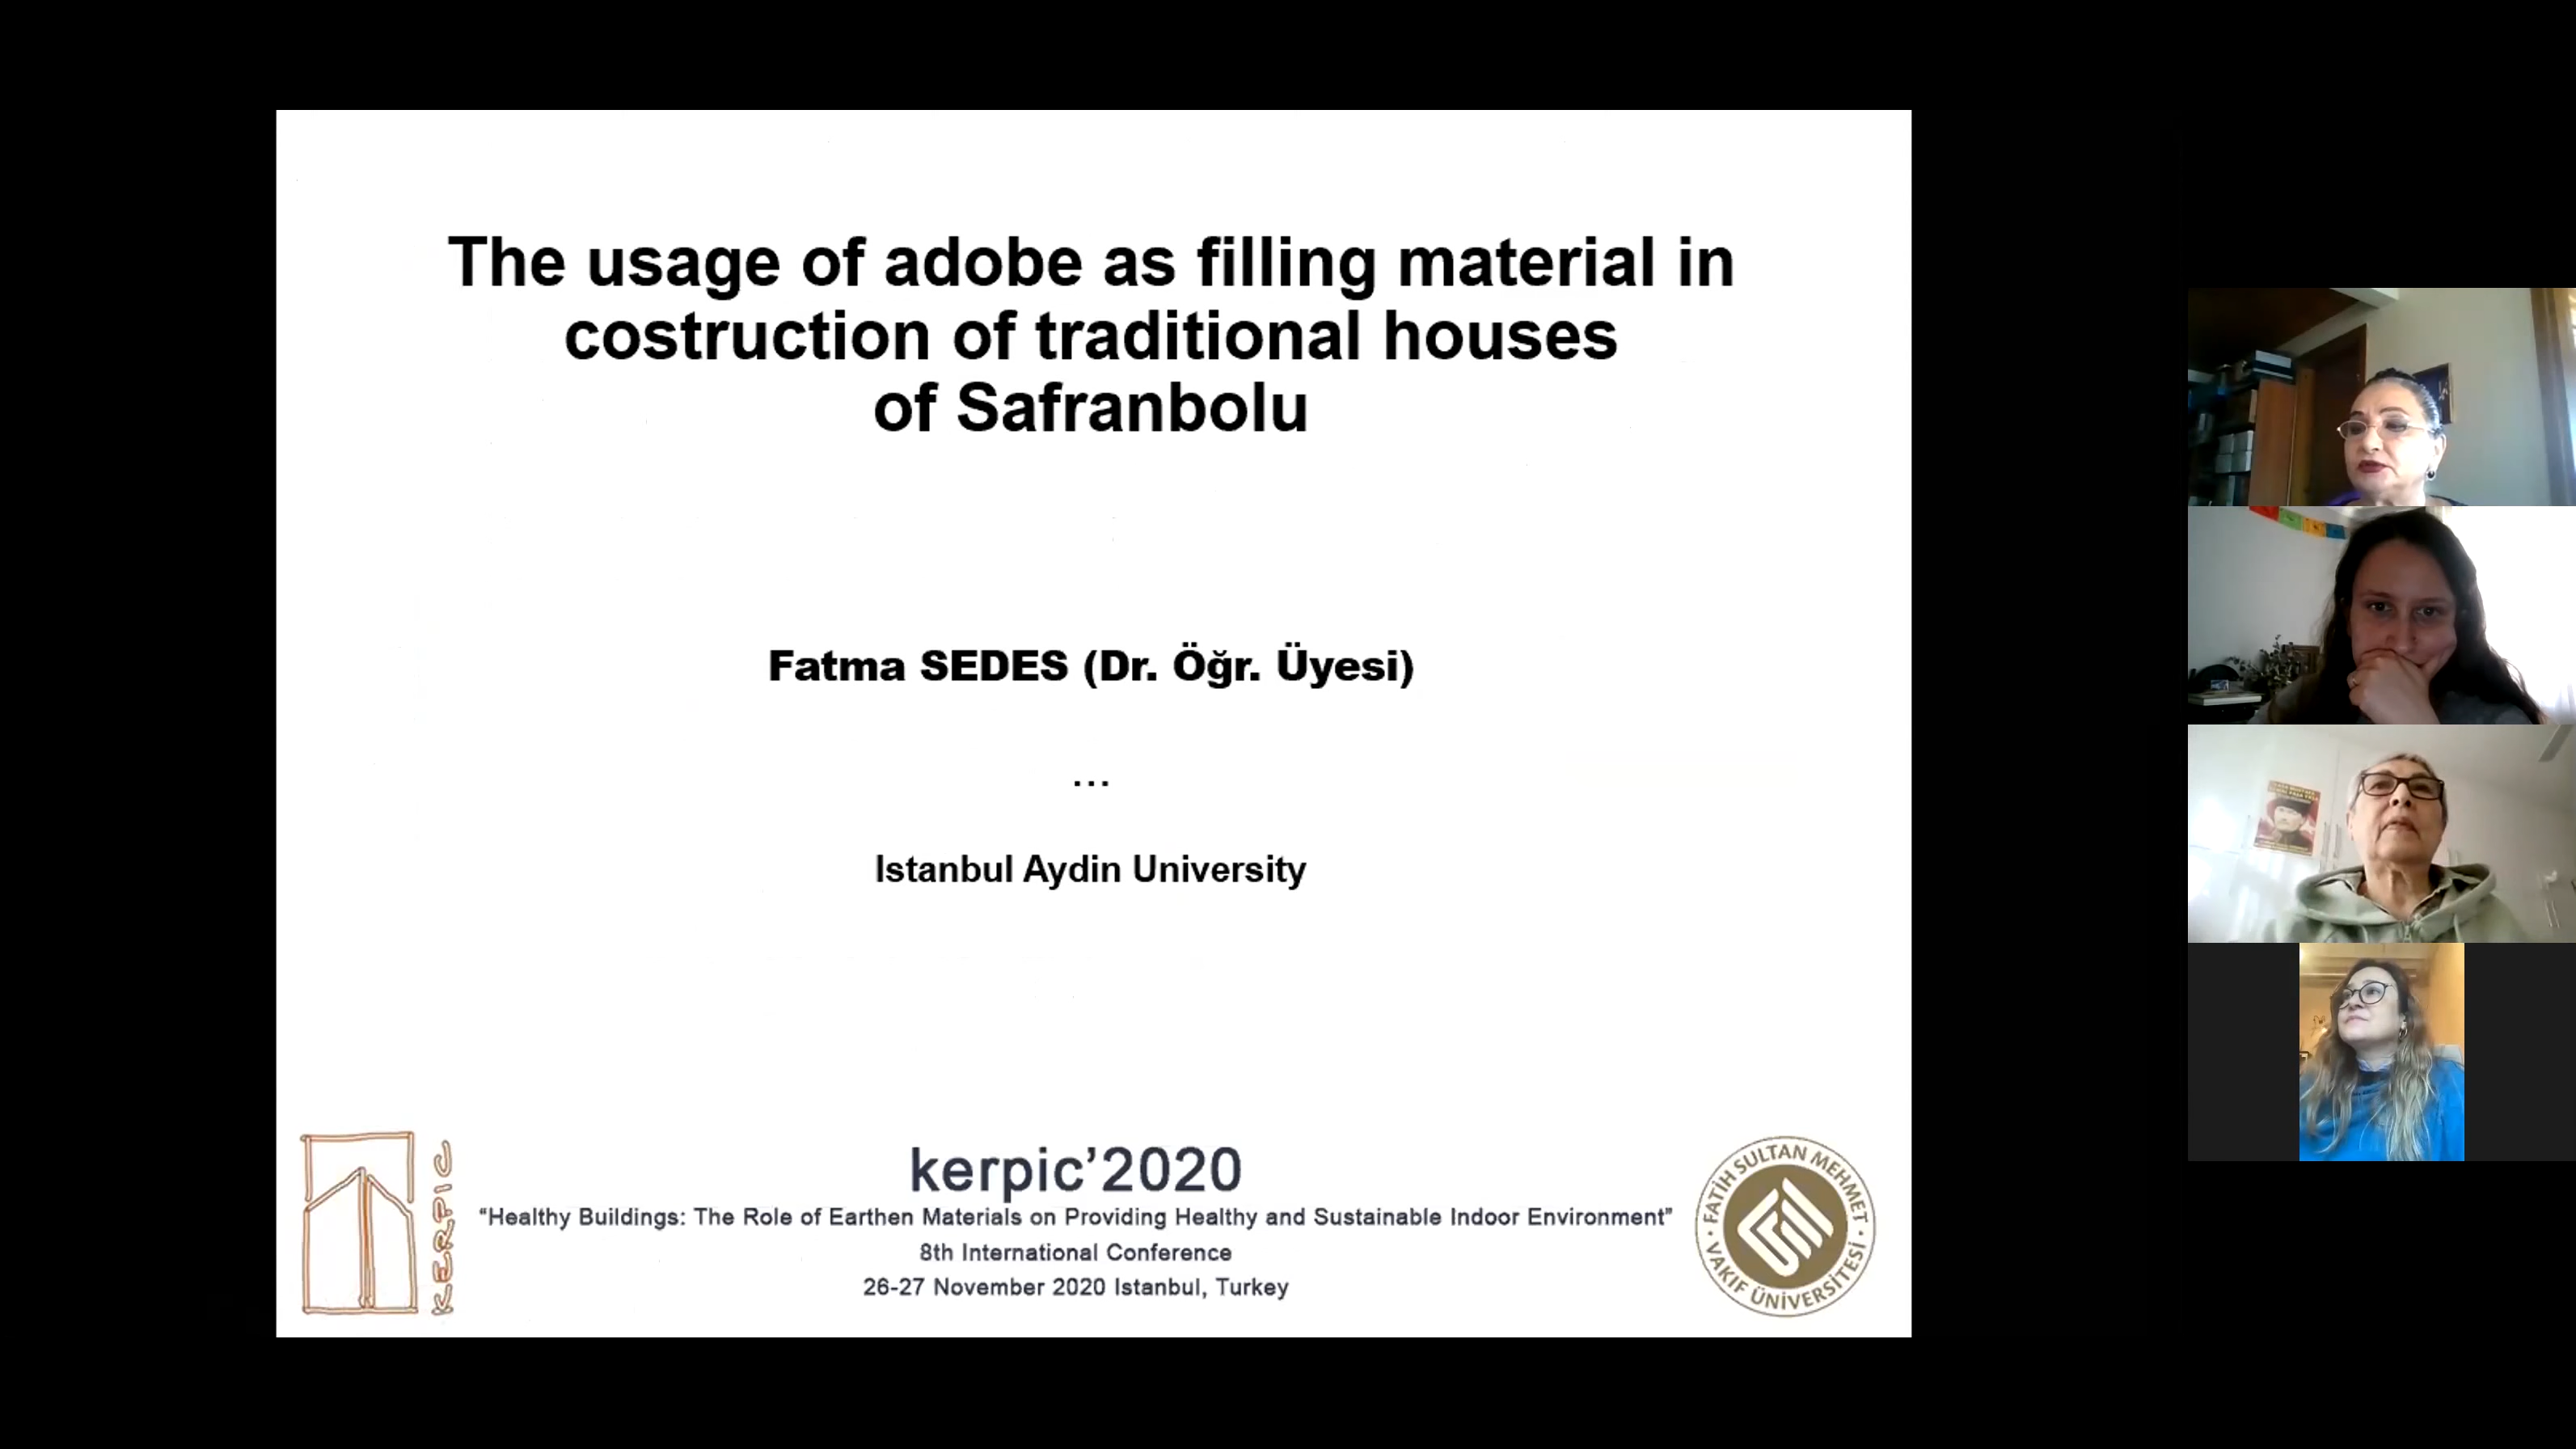 The usage of adobe as filling material in
costruction of traditional houses
of Safranbolu
Fatma SEDES (Dr. Öğr. Üyesi)
...
Istanbul Aydin University
KERPIC
kerpic’2020
“Healthy Buildings: The Role of Earthen Materials on Providing Healthy and Sustainable Indoor Environment”
8th International Conference
26-27 November 2020 Istanbul, Turkey
FATİH SULTAN MEHMET
VAKIF ÜNİVERSİTESİ